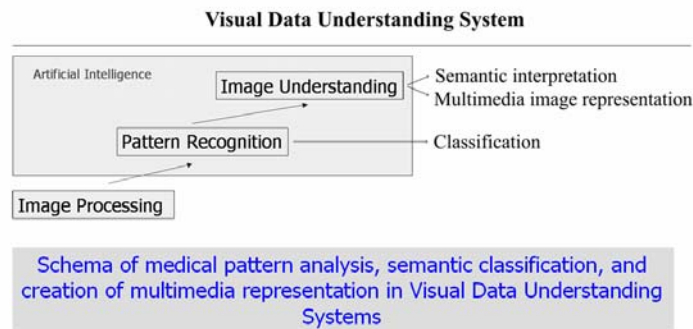 Visual Data Understanding System
Artificial Intelligence
Image Understanding
Semantic interpretation
Multimedia image representation
Pattern Recognition
Classification
Image Processing
Schema of medical pattern analysis, semantic classification, and
creation of multimedia representation in Visual Data Understanding
Systems